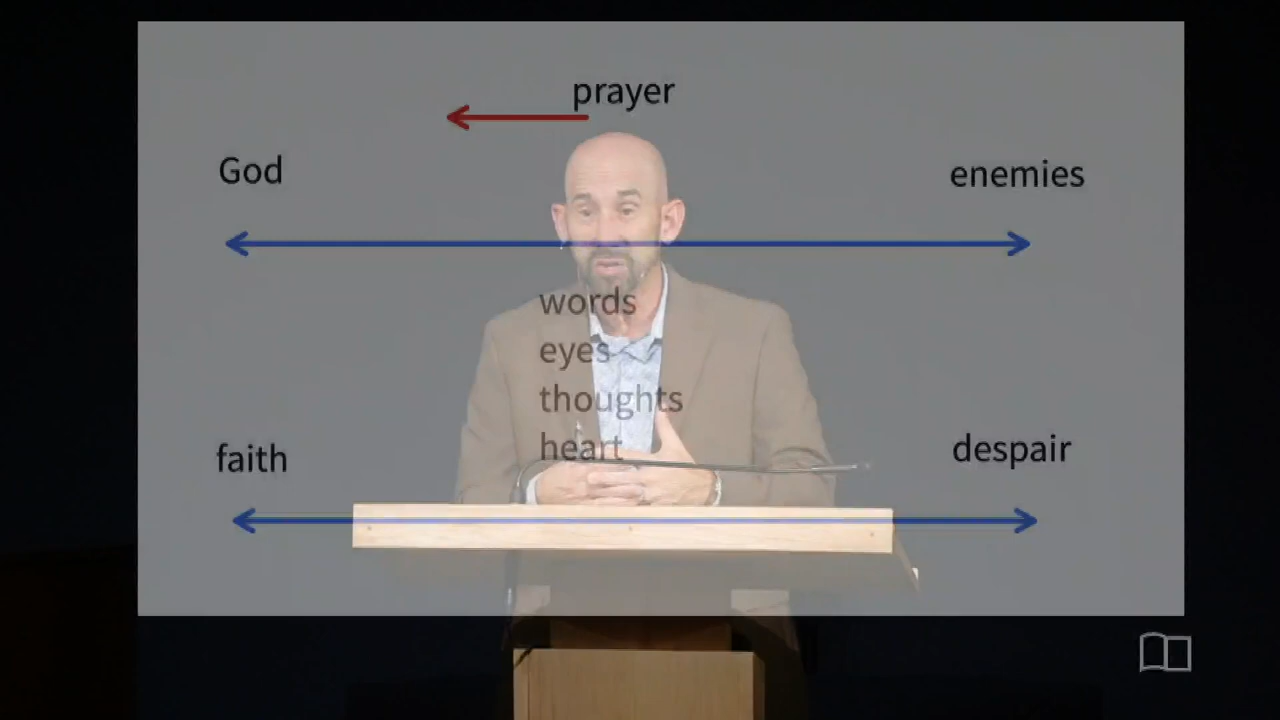 prayer
God
enemies
words
eyes
thoughts
heart
faith
despair